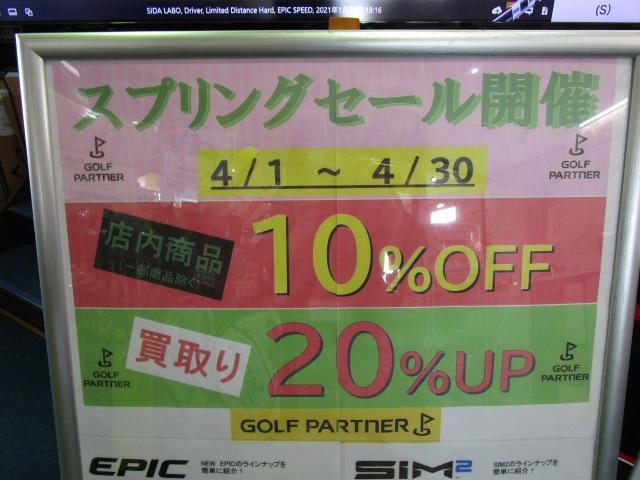 SIDA LABO, Driver, Limited Distance Hard, EPIC SPEED, 2021年1月 18:16
(S)
スプリングセール開催
GOLF PARTNER
GOLF PARTNER
4/1 ~ 4/30
店内商品
(一部商品除く)
10%OFF
買取り
20%UP
GOLF PARTNER
GOLF PARTNER
GOLF PARTNER
EPIC
NEW EPICのラインナップを
簡単に紹介!
SIM2
SIM2のラインナップを
簡単に紹介!